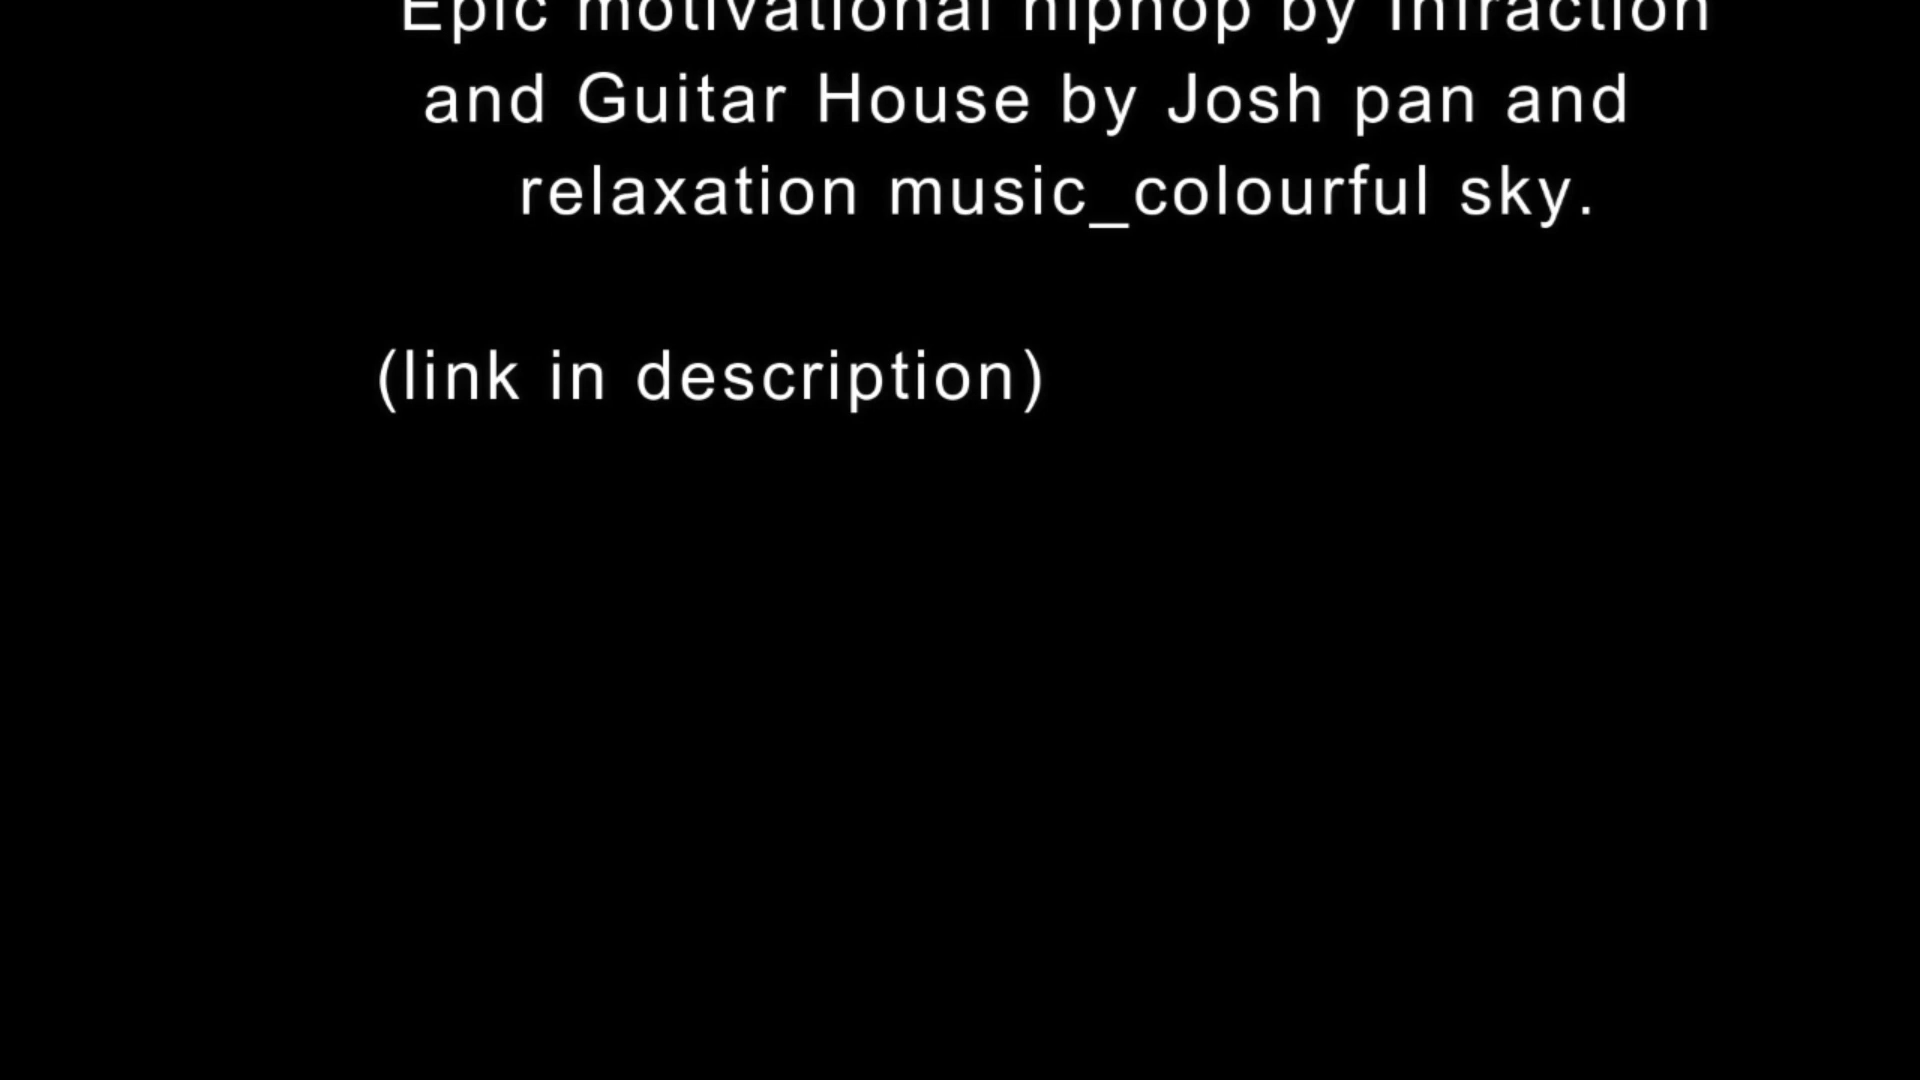 Epic motivational hiphop by Infraction
and Guitar House by Josh pan and
relaxation music_colourful sky.
(link in description)